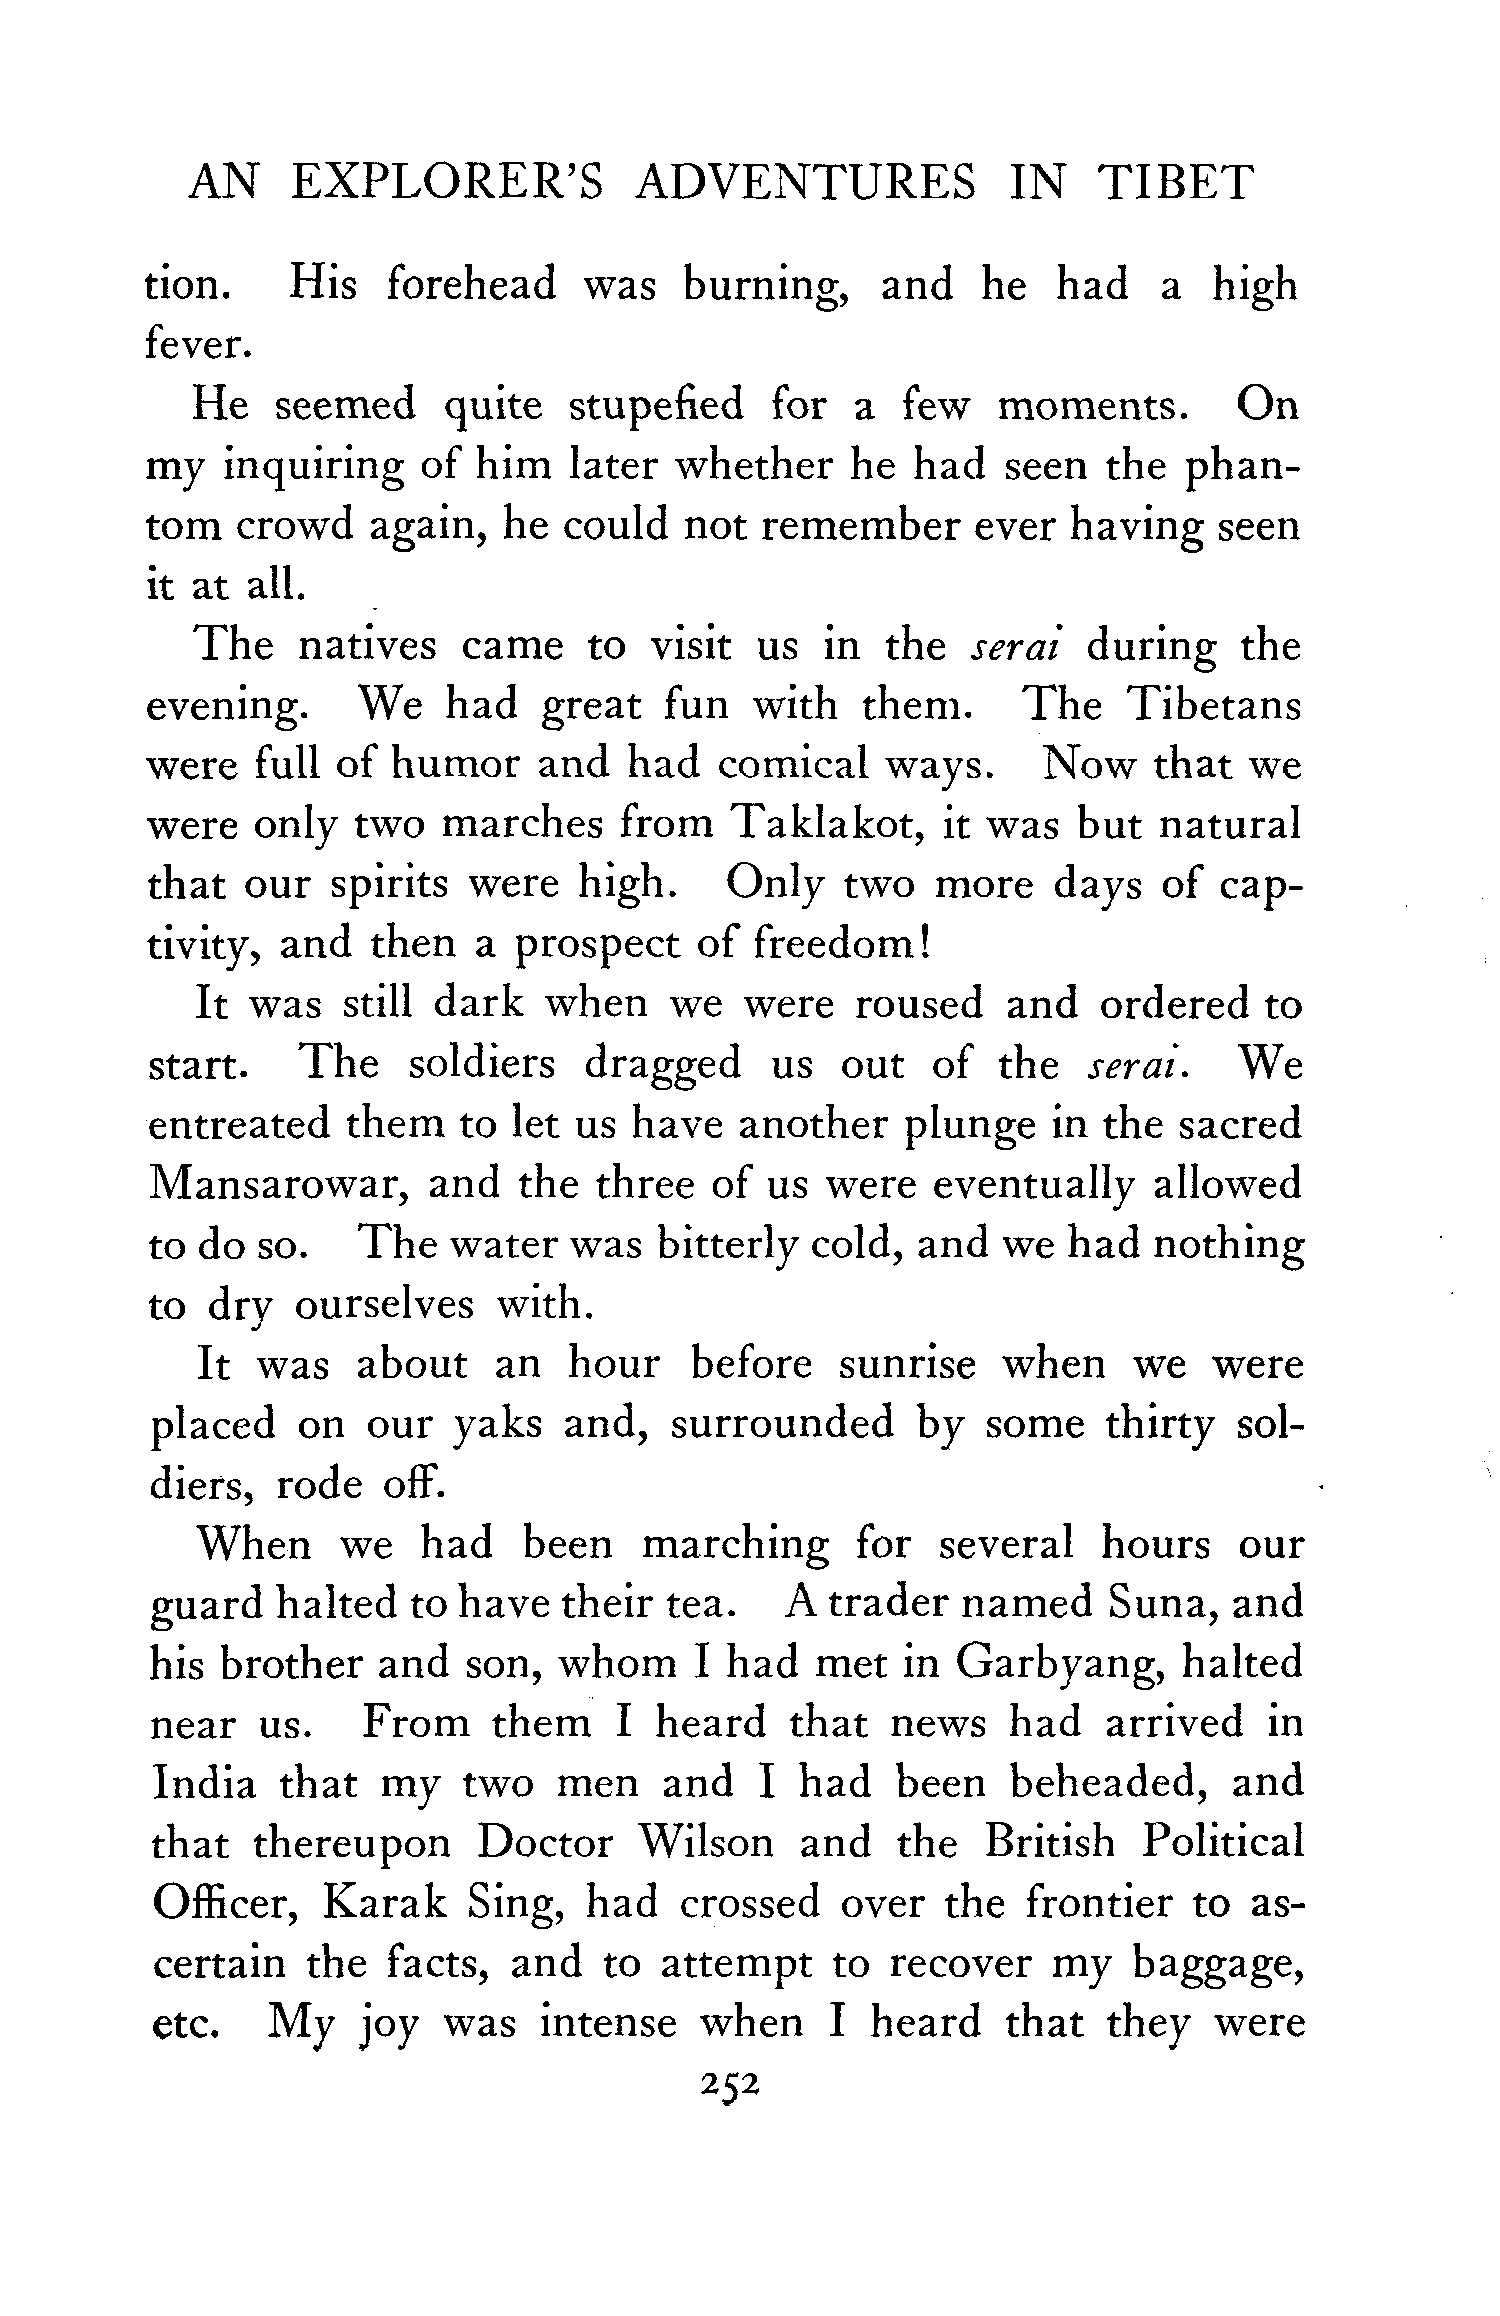 AN EXPLORER'S ADVENTURES IN TIBET
tion. His forehead was burning, and he had a high
fever.
He seemed quite stupefied for a few moments. On
my inquiring of him later whether he had seen the phan-
tom crowd again, he could not remember ever having seen
it at all.
The natives came to visit us in the serai during the
evening. We had great fun with them. The Tibetans
were full of humor and had comical ways. Now that we
were only two marches from Taklakot, it was but natural
that our spirits were high. Only two more days of cap-
tivity, and then a prospect of freedom!
It was still dark when we were roused and ordered to
start. The soldiers dragged us out of the serai. We
entreated them to let us have another plunge in the sacred
Mansarowar, and the three of us were eventually allowed
to do so. The water was bitterly cold, and we had nothing
to dry ourselves with.
It was about an hour before sunrise when we were
placed on our yaks and, surrounded by some thirty sol-
diers, rode off.
When we had been marching for several hours our
guard halted to have their tea. A trader named Suna, and
his brother and son, whom I had met in Garbyang, halted
near us. From them I heard that news had arrived in
India that my two men and I had been beheaded, and
that thereupon Doctor Wilson and the British Political
Officer, Karak Sing, had crossed over the frontier to as-
certain the facts, and to attempt to recover my baggage,
etc. My joy was intense when I heard that they were
252